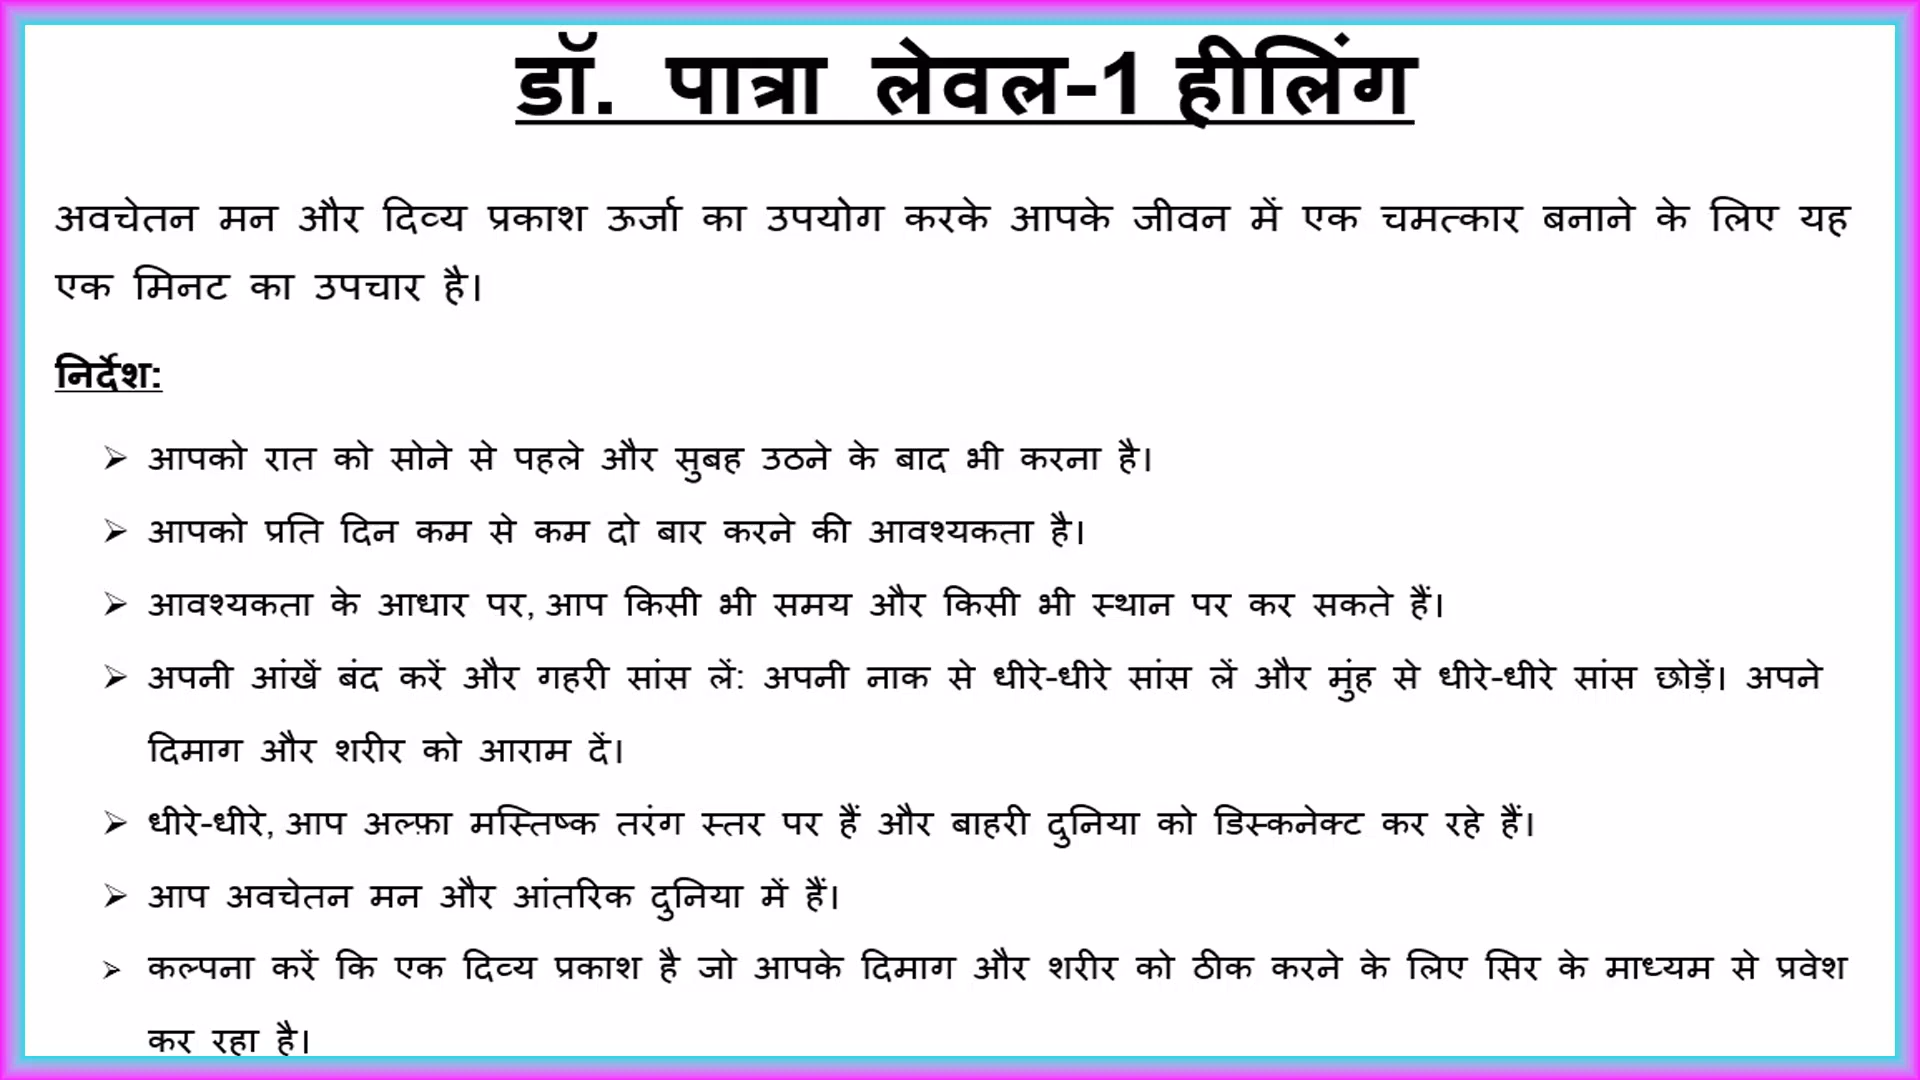 डॉ. पात्रा लेवल-1 हीलिंग
अवचेतन मन और दिव्य प्रकाश ऊर्जा का उपयोग करके आपके जीवन में एक चमत्कार बनाने के लिए यह
एक मिनट का उपचार है।
निर्देश:
➢ आपको रात को सोने से पहले और सुबह उठने के बाद भी करना है।
➢ आपको प्रति दिन कम से कम दो बार करने की आवश्यकता है।
➢ आवश्यकता के आधार पर, आप किसी भी समय और किसी भी स्थान पर कर सकते हैं।
➢ अपनी आंखें बंद करें और गहरी सांस लें: अपनी नाक से धीरे-धीरे सांस लें और मुंह से धीरे-धीरे सांस छोड़ें। अपने
दिमाग और शरीर को आराम दें।
➢ धीरे-धीरे, आप अल्फ़ा मस्तिष्क तरंग स्तर पर हैं और बाहरी दुनिया को डिस्कनेक्ट कर रहे हैं।
➢ आप अवचेतन मन और आंतरिक दुनिया में हैं।
➢ कल्पना करें कि एक दिव्य प्रकाश है जो आपके दिमाग और शरीर को ठीक करने के लिए सिर के माध्यम से प्रवेश
कर रहा है।